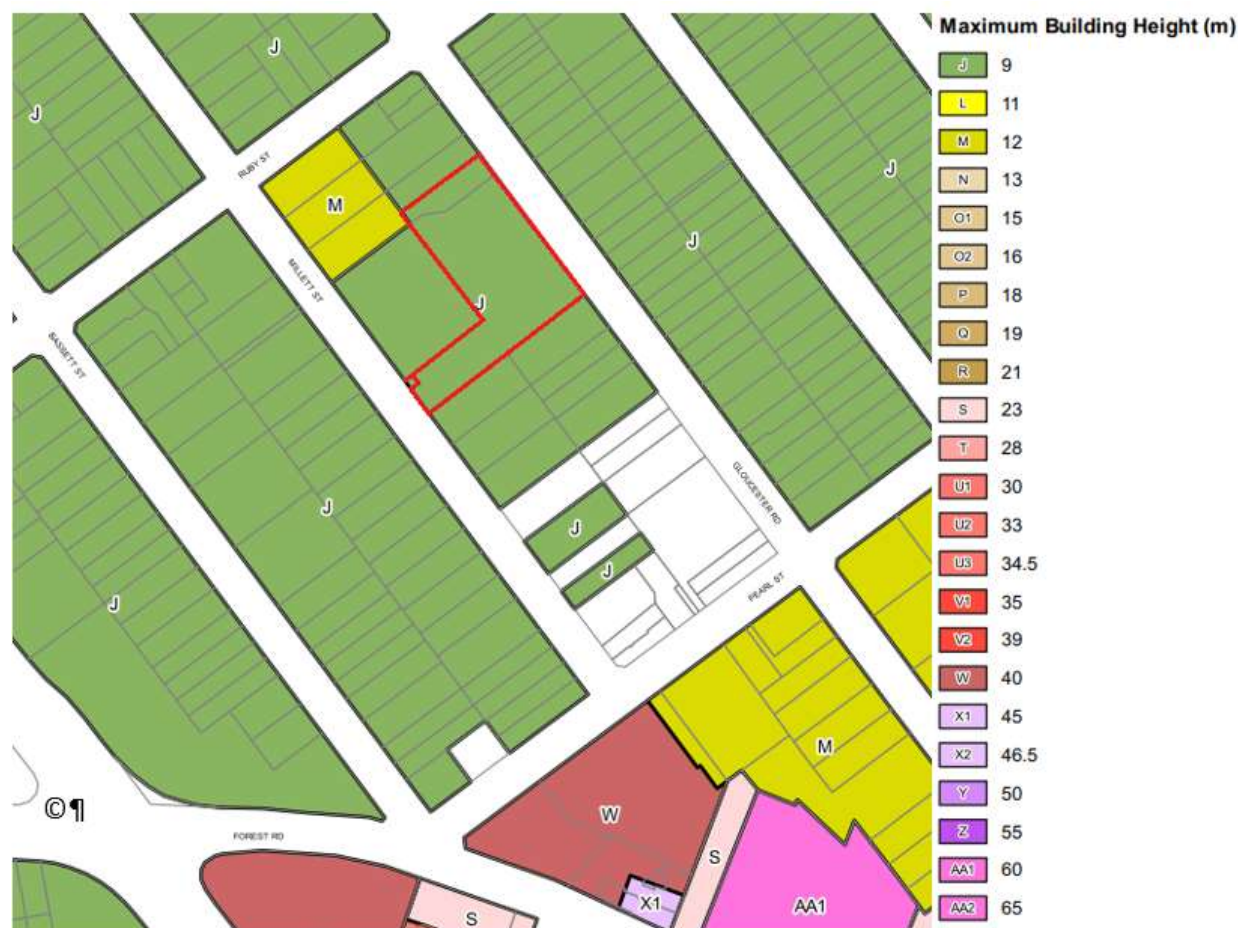 Maximum Building Height (m)
J 9
L 11
M 12
N 13
O1 15
O2 16
P 18
Q 19
R 21
S 23
T 28
U1 30
U2 33
U3 34.5
V1 35
V2 39
W 40
X1 45
X2 46.5
Y 50
Z 55
AA1 60
AA2 65
J
J
J
RUBY ST
M
J
MILLETT ST
J
BASSETT ST
GLOUCESTER RD
J
J
J
PEARL ST
J
M
W
©¶
FOREST RD
S
X1
AA1
S